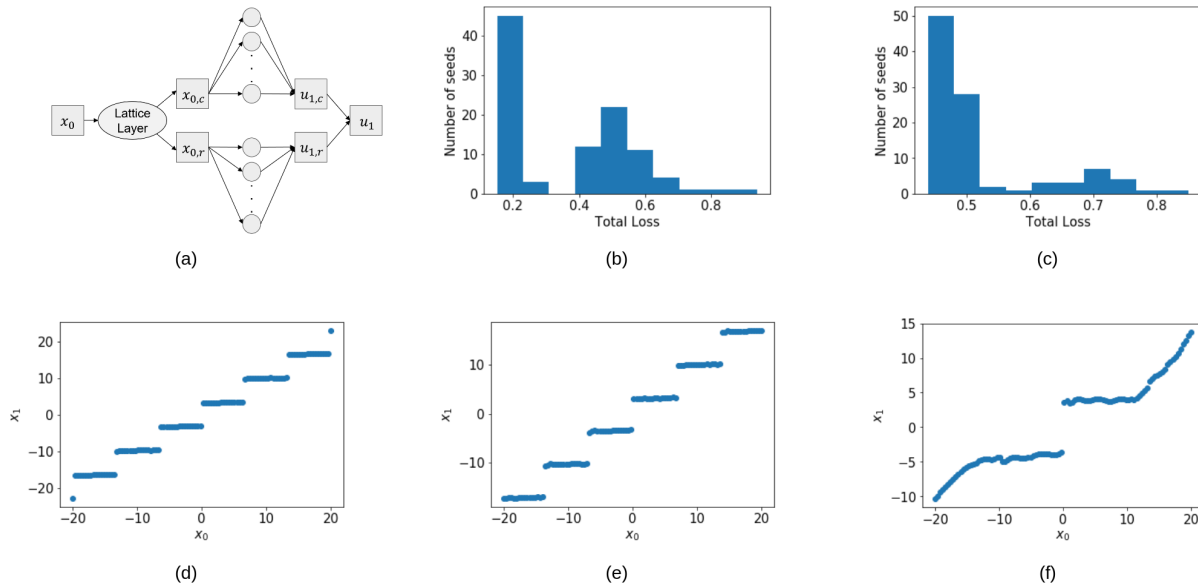 x₀
Lattice
Layer
x₀,c
x₀,r
·
·
·
·
·
·
u₁,c
u₁,r
u₁
(a)
Number of seeds
40
30
20
10
0
0.2
0.4
0.6
0.8
Total Loss
(b)
Number of seeds
50
40
30
20
10
0
0.5
0.6
0.7
0.8
Total Loss
(c)
x₁
20
10
0
−10
−20
−20
−10
0
10
20
x₀
(d)
x₁
10
0
−10
−20
−10
0
10
20
x₀
(e)
x₁
15
10
5
0
−5
−10
−20
−10
0
10
20
x₀
(f)